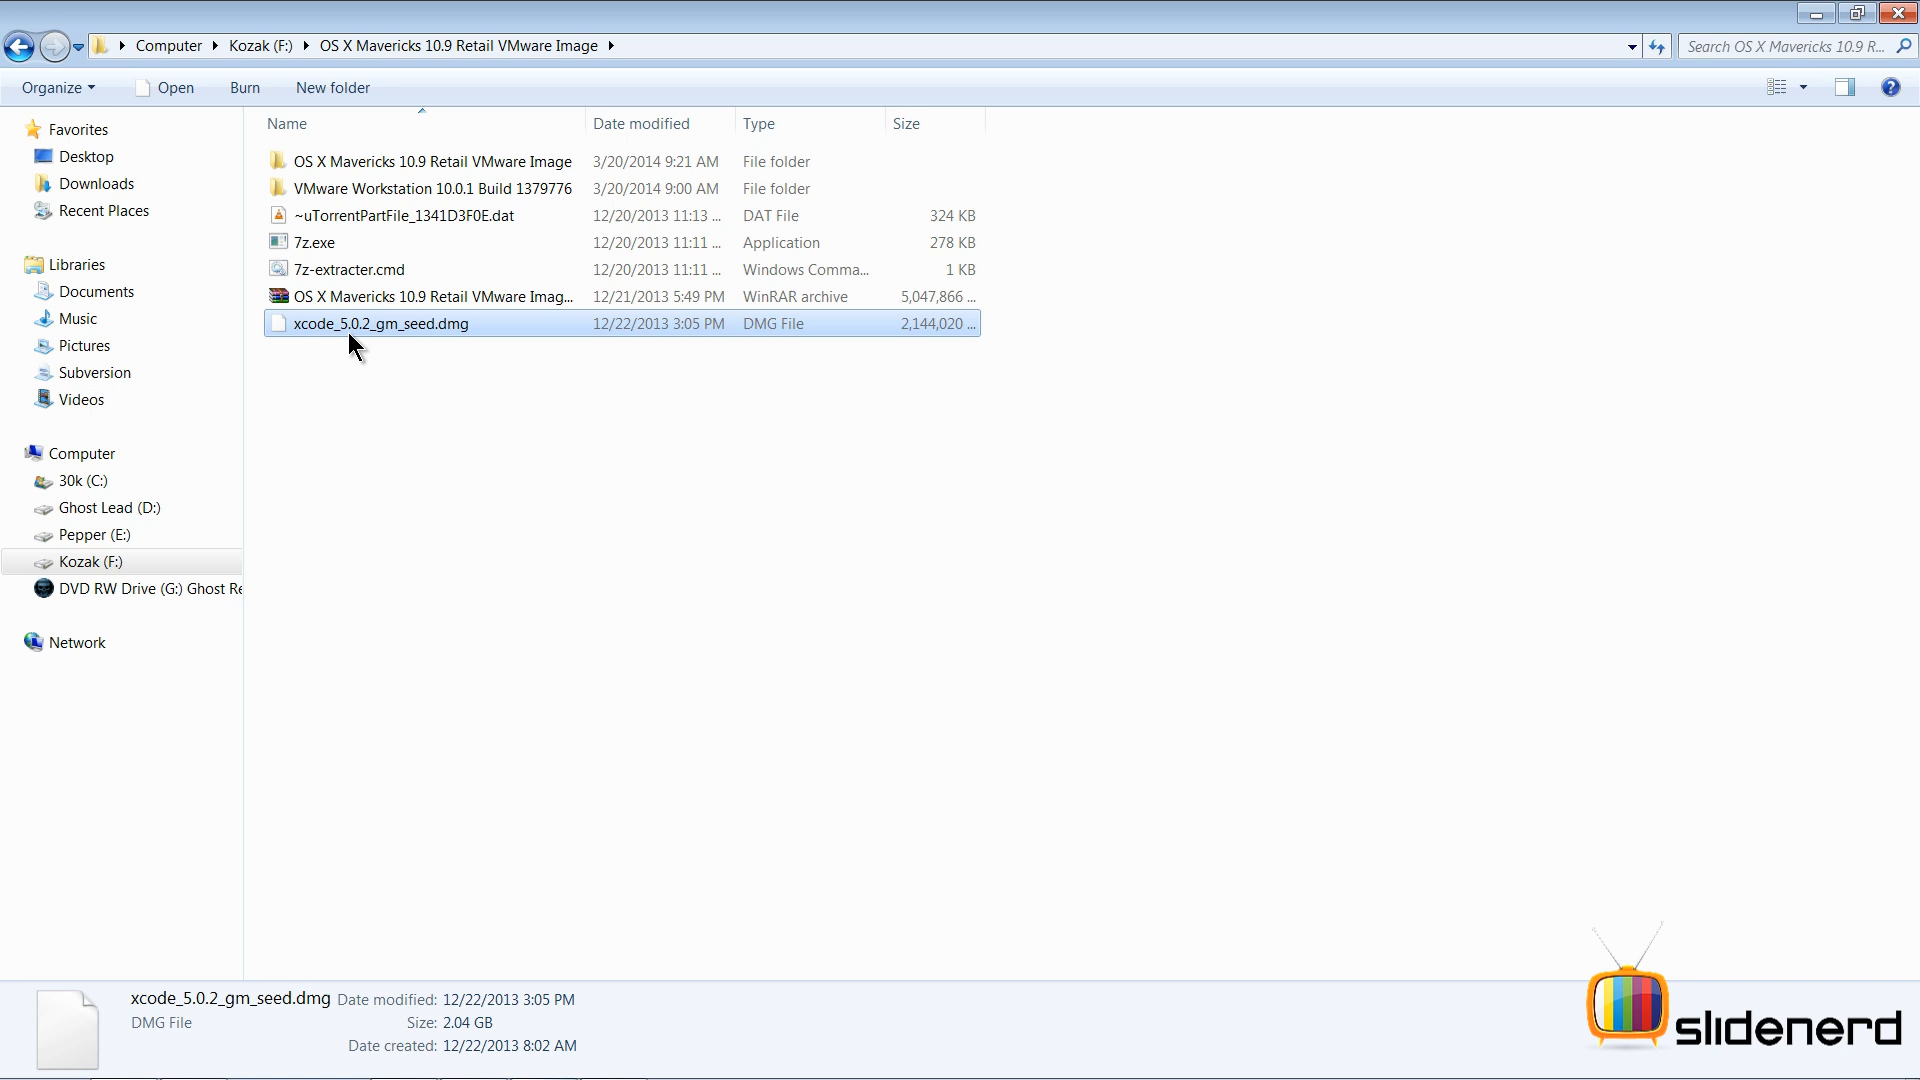 Computer Kozak (F:) OS X Mavericks 10.9 Retail VMware Image
Search OS X Mavericks 10.9 R...
Organize Open Burn New folder
Name Date modified Type Size
OS X Mavericks 10.9 Retail VMware Image 3/20/2014 9:21 AM File folder
VMware Workstation 10.0.1 Build 1379776 3/20/2014 9:00 AM File folder
~uTorrentPartFile_1341D3F0E.dat 12/20/2013 11:13 ... DAT File 324 KB
7z.exe 12/20/2013 11:11 ... Application 278 KB
7z-extracter.cmd 12/20/2013 11:11 ... Windows Comma... 1 KB
OS X Mavericks 10.9 Retail VMware Imag... 12/21/2013 5:49 PM WinRAR archive 5,047,866 ...
xcode_5.0.2_gm_seed.dmg 12/22/2013 3:05 PM DMG File 2,144,020 ...
Favorites
Desktop
Downloads
Recent Places
Libraries
Documents
Music
Pictures
Subversion
Videos
Computer
30k (C:)
Ghost Lead (D:)
Pepper (E:)
Kozak (F:)
DVD RW Drive (G:) Ghost Re
Network
xcode_5.0.2_gm_seed.dmg Date modified: 12/22/2013 3:05 PM
DMG File Size: 2.04 GB
Date created: 12/22/2013 8:02 AM
slidenerd